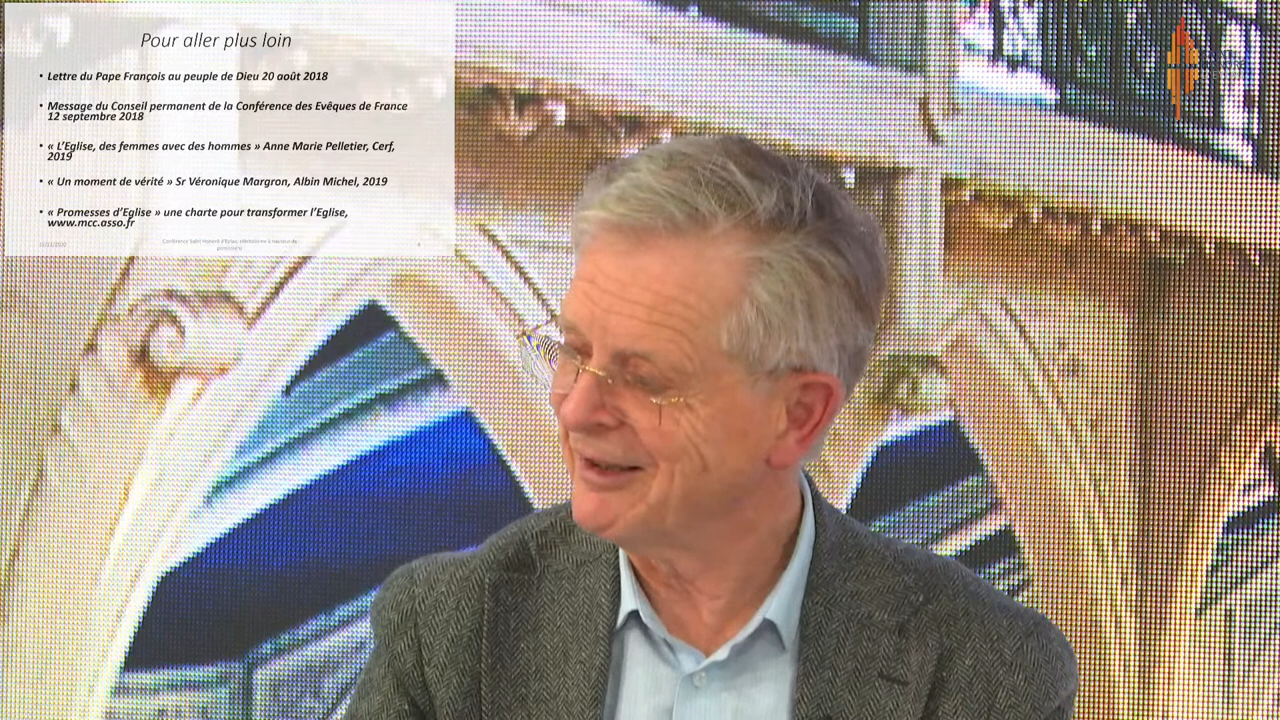 Pour aller plus loin
• Lettre du Pape François au peuple de Dieu 20 août 2018
• Message du Conseil permanent de la Conférence des Evêques de France
12 septembre 2018
• « L’Eglise, des femmes avec des hommes » Anne Marie Pelletier, Cerf,
2019
• « Un moment de vérité » Sr Véronique Margron, Albin Michel, 2019
• « Promesses d’Eglise » une charte pour transformer l’Eglise,
www.mcc.asso.fr